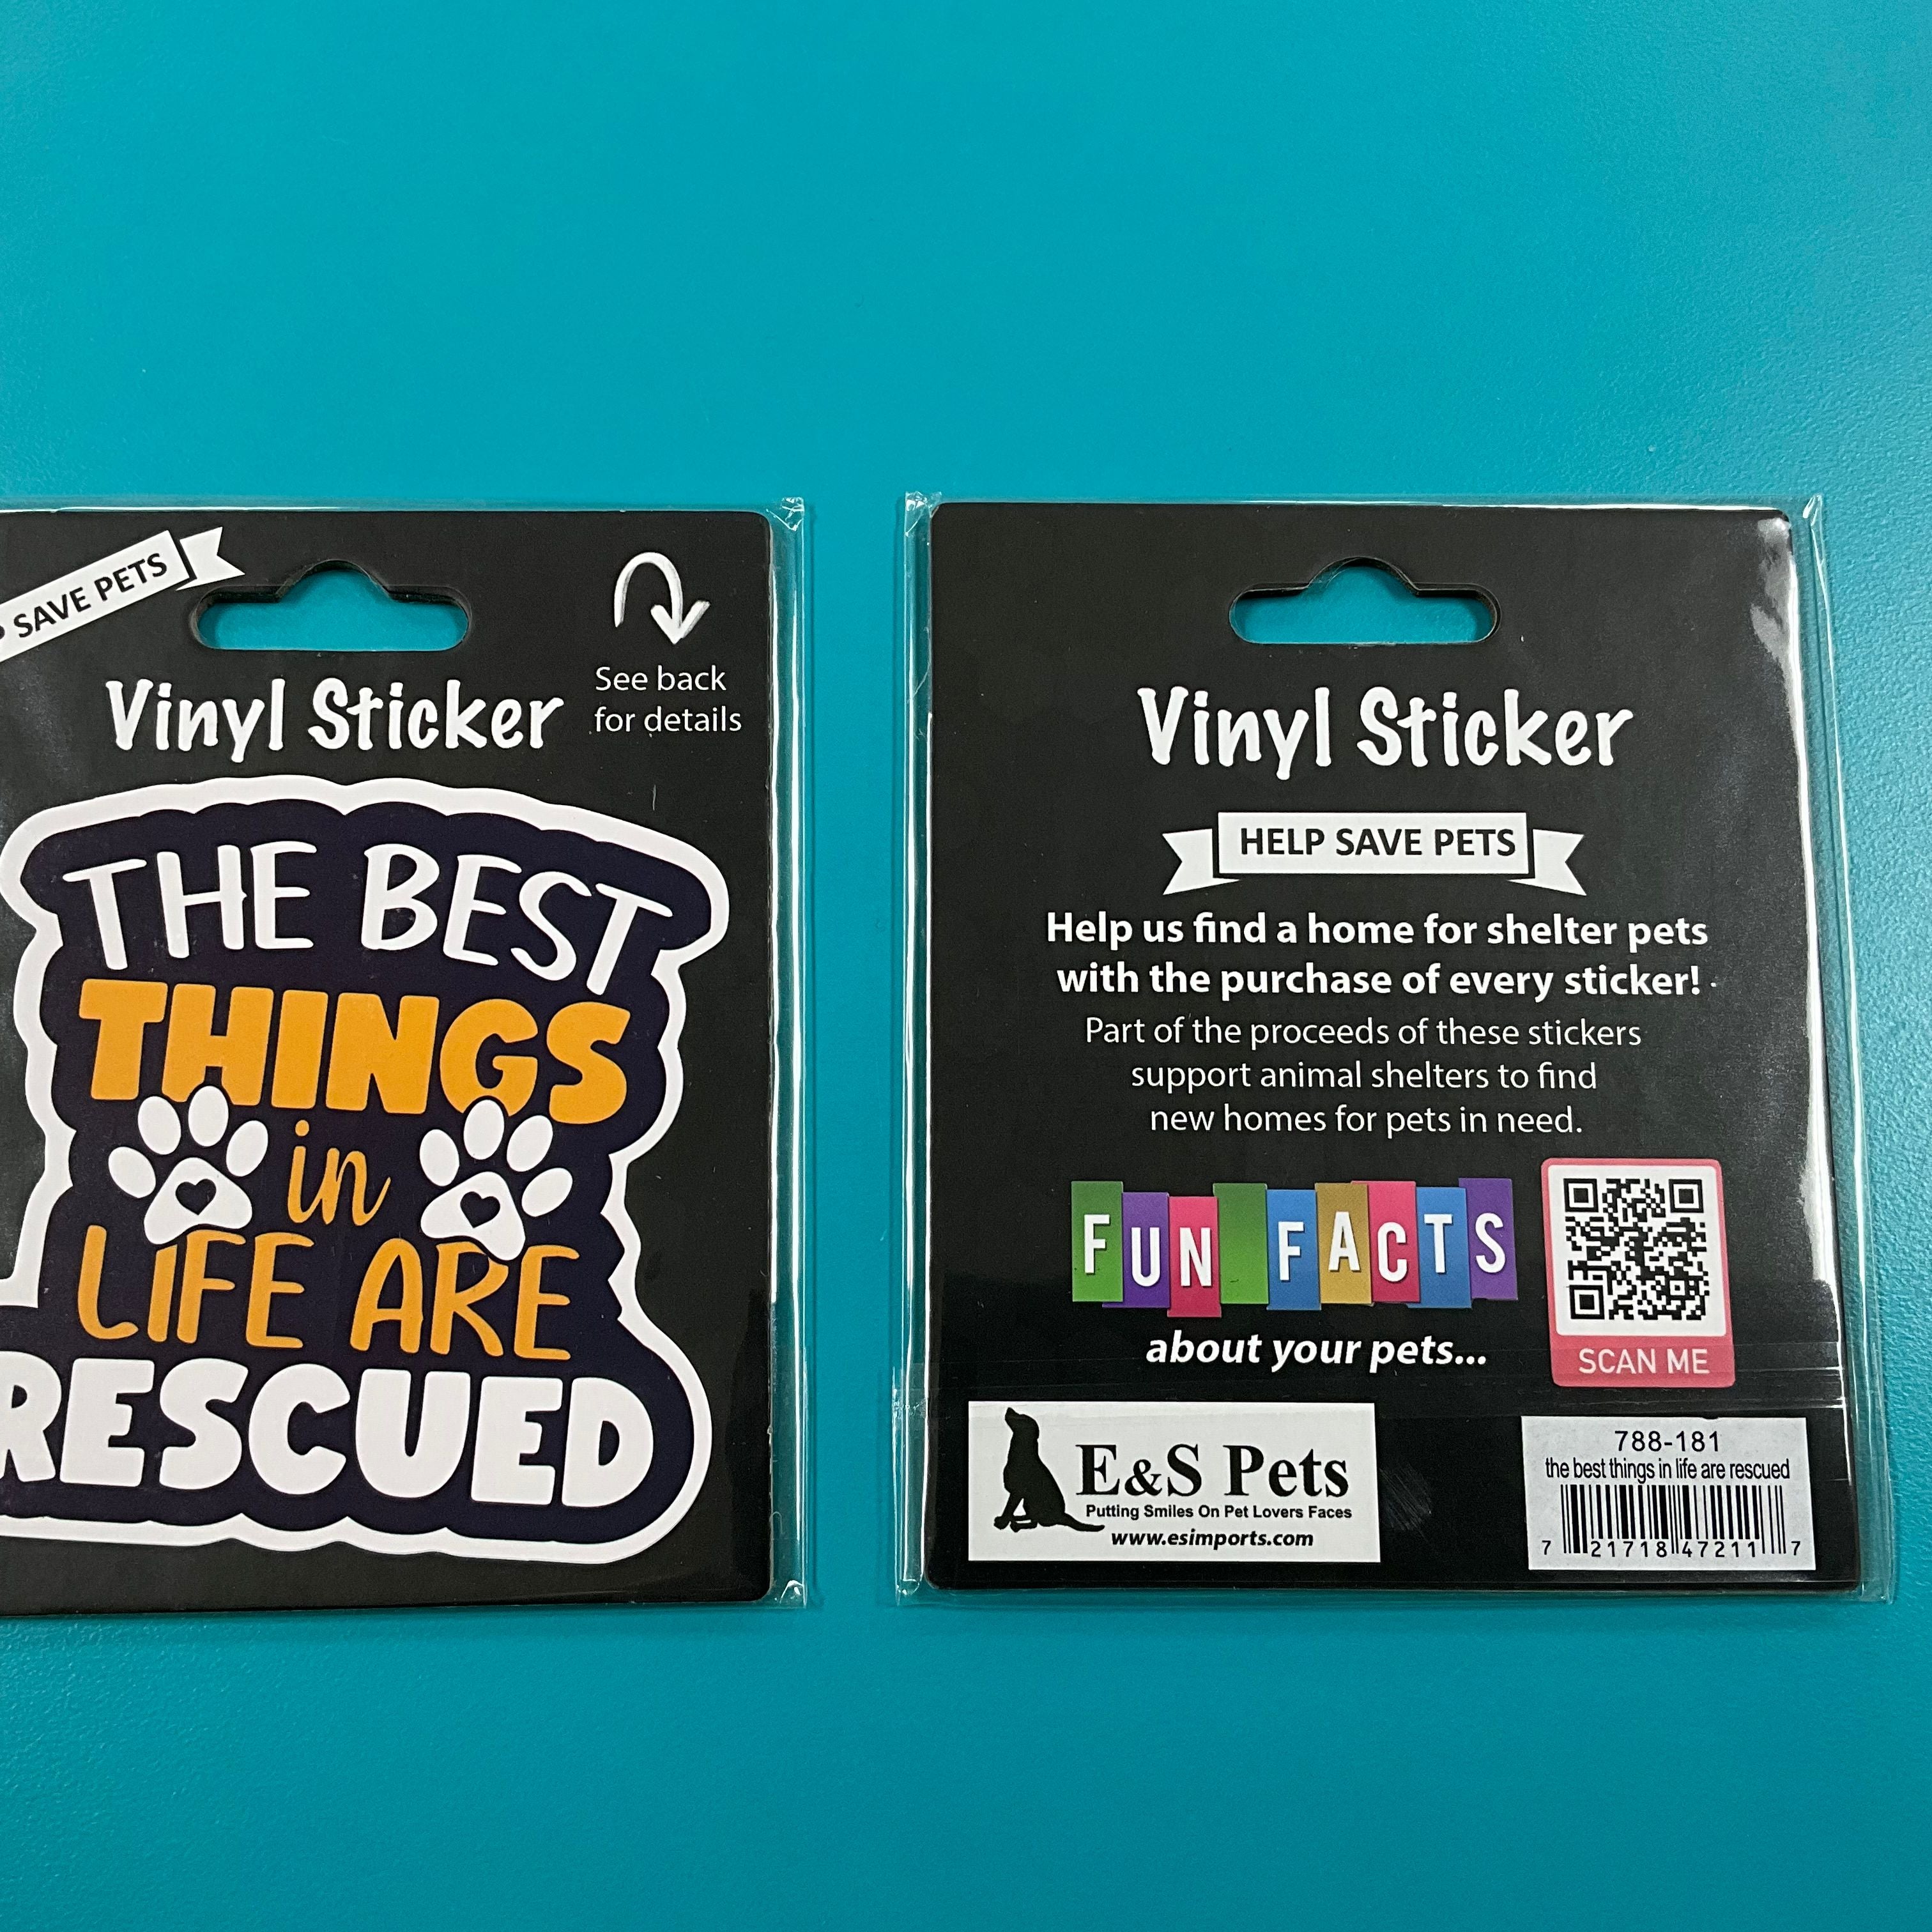 SAVE PETS
See back
for details
Vinyl Sticker
THE BEST
THINGS
in
LIFE ARE
RESCUED
Vinyl Sticker
HELP SAVE PETS
Help us find a home for shelter pets
with the purchase of every sticker!
Part of the proceeds of these stickers
support animal shelters to find
new homes for pets in need.
FUN FACTS
about your pets...
SCAN ME
E&S Pets
Putting Smiles On Pet Lovers Faces
www.esimports.com
788-181
the best things in life are rescued
7 21718 47211 7